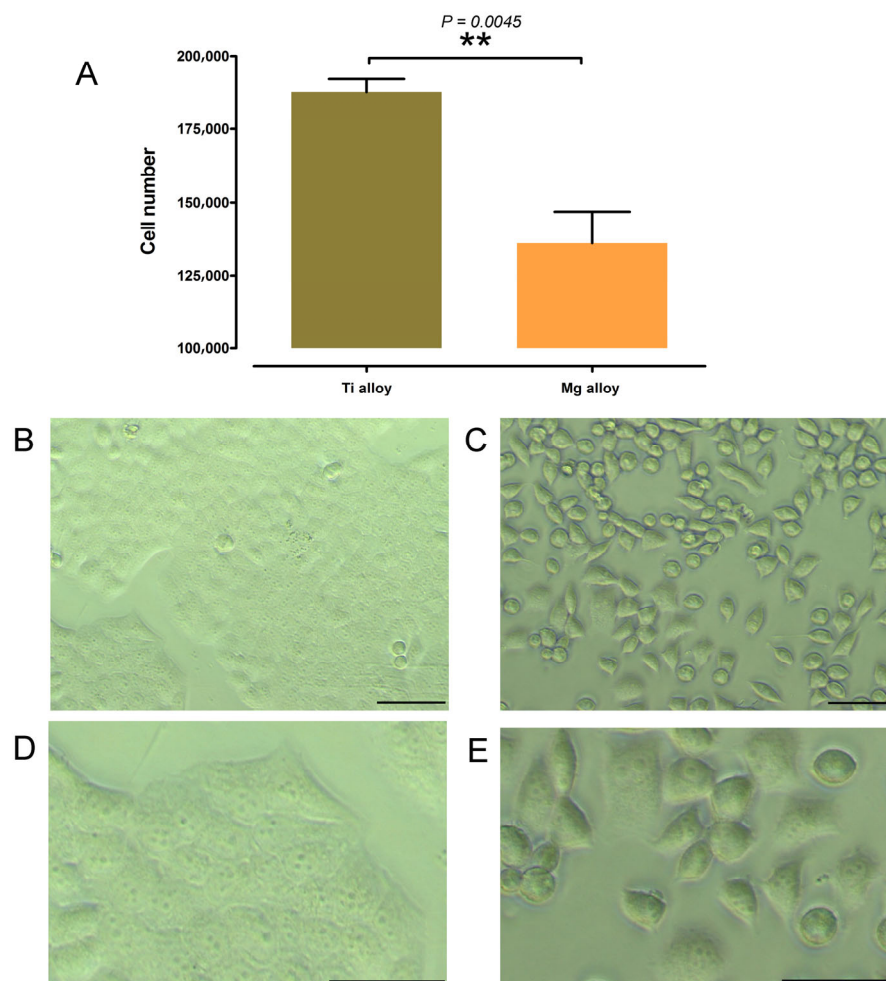 P = 0.0045
**
A
200,000
175,000
150,000
125,000
100,000
Cell number
Ti alloy Mg alloy
B
C
D
E